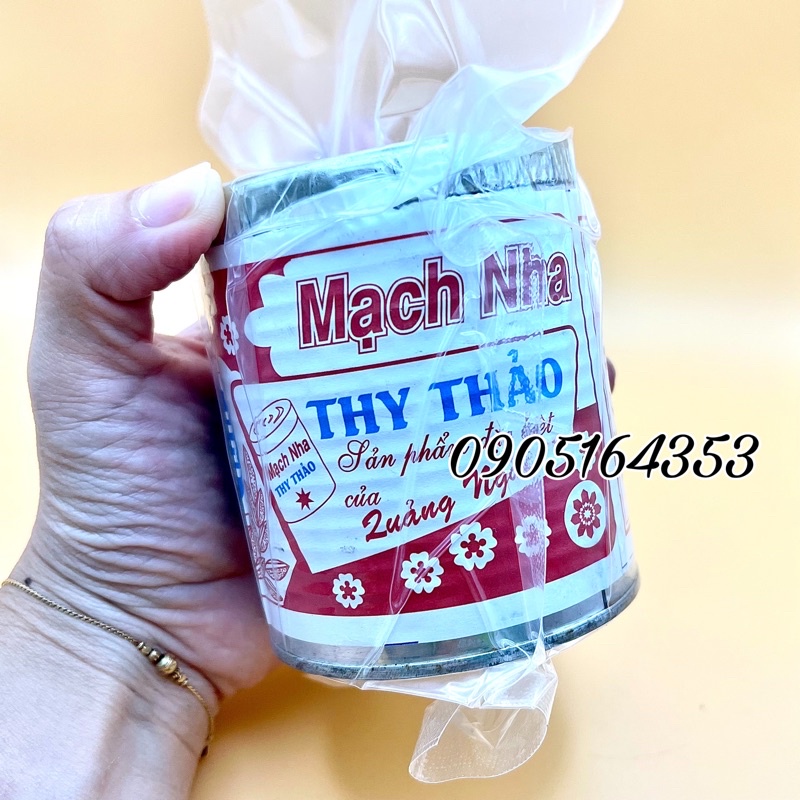 Mạch Nha
THY THẢO
Sản phẩm
của
Quảng
0905164353
Mạch Nha
THY THẢO